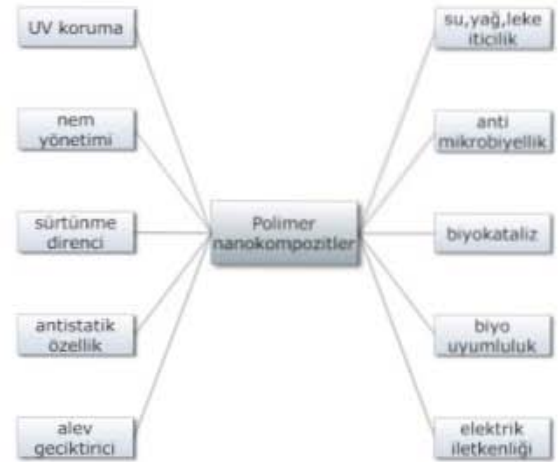 UV koruma
nem
yönetimi
sürtünme
direnci
antistatik
özellik
alev
geciktirici
Polimer
nanokompozitler
su,yağ,leke
iticilik
anti
mikrobiyellik
biyokataliz
biyo
uyumluluk
elektrik
iletkenliği